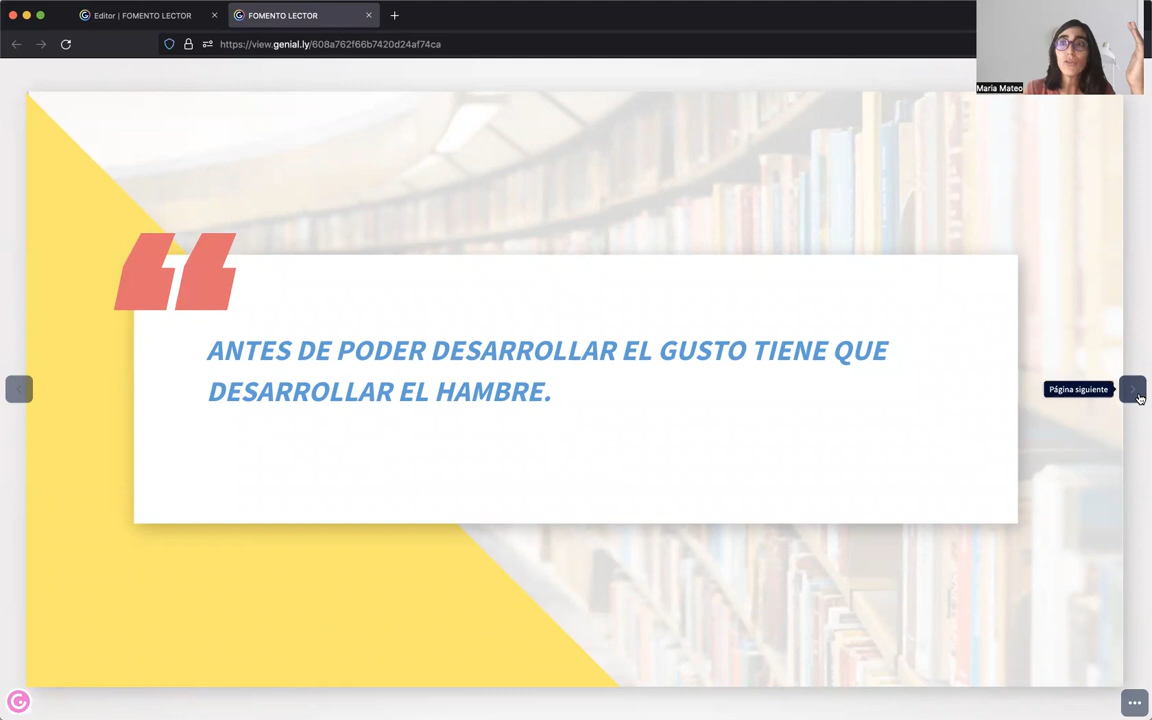 Editor | FOMENTO LECTOR
FOMENTO LECTOR
https://view.genial.ly/608a762f66b7420d24af74ca
Maria Mateo
ANTES DE PODER DESARROLLAR EL GUSTO TIENE QUE
DESARROLLAR EL HAMBRE.
Página siguiente